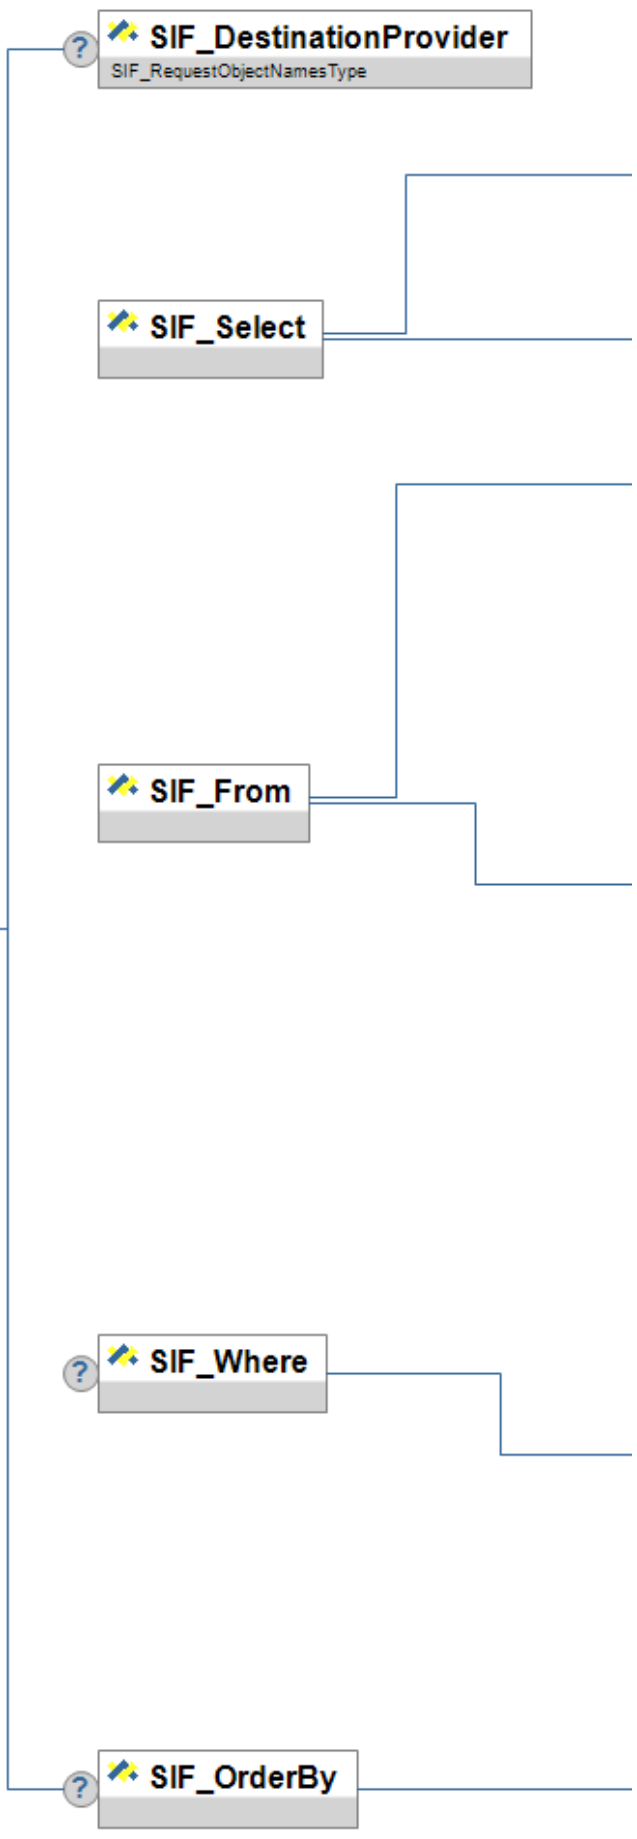 ?
SIF_DestinationProvider
SIF_RequestObjectNamesType
SIF_Select
SIF_From
?
SIF_Where
?
SIF_OrderBy